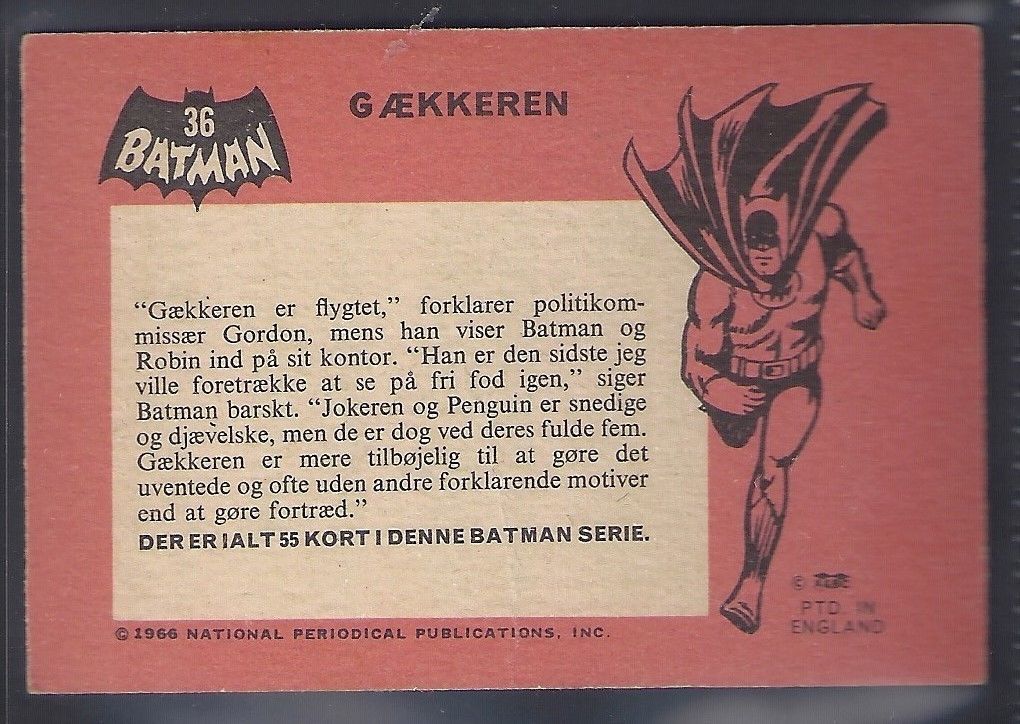 36
BATMAN
GÆKKEREN
“Gækkeren er flygtet,” forklarer politikom-
missær Gordon, mens han viser Batman og
Robin ind på sit kontor. “Han er den sidste jeg
ville foretrække at se på fri fod igen,” siger
Batman barskt. “Jokeren og Penguin er snedige
og djævelske, men de er dog ved deres fulde fem.
Gækkeren er mere tilbøjelig til at gøre det
uventede og ofte uden andre forklarende motiver
end at gøre fortræd.”
DER ER IALT 55 KORT I DENNE BATMAN SERIE.
© 1966 NATIONAL PERIODICAL PUBLICATIONS, INC.
©
PTD. IN
ENGLAND